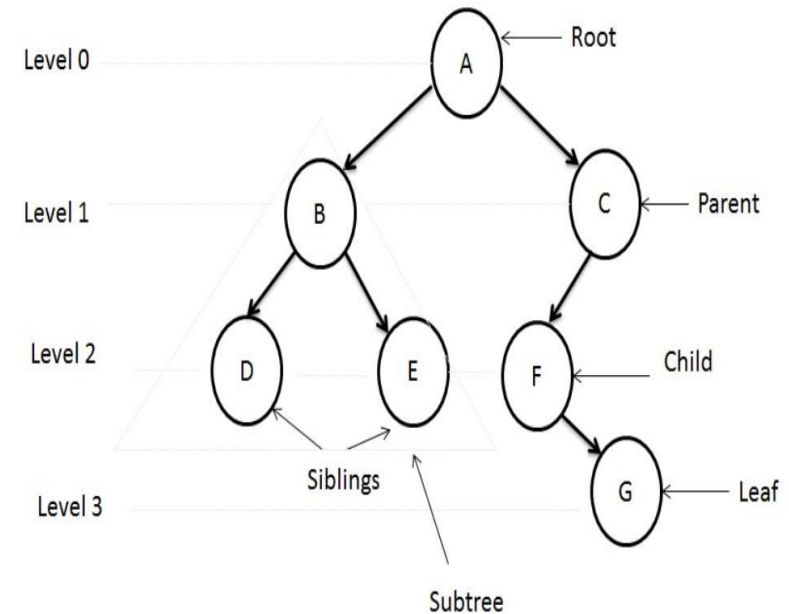 A
Root
Level 0
B
C
Parent
Level 1
D
E
F
Child
Level 2
Siblings
G
Leaf
Level 3
Subtree